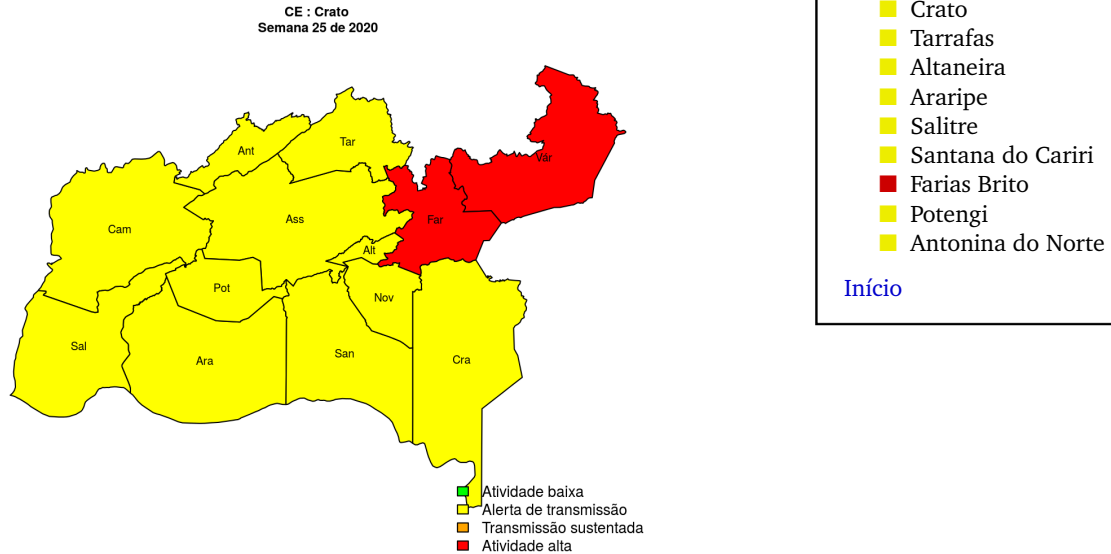 CE : Crato
Semana 25 de 2020
Ant
Tar
Vár
Cam
Ass
Far
Alt
Pot
Nov
Sal
Ara
San
Cra
Atividade baixa
Alerta de transmissão
Transmissão sustentada
Atividade alta
Crato
Tarrafas
Altaneira
Araripe
Salitre
Santana do Cariri
Farias Brito
Potengi
Antonina do Norte
Início